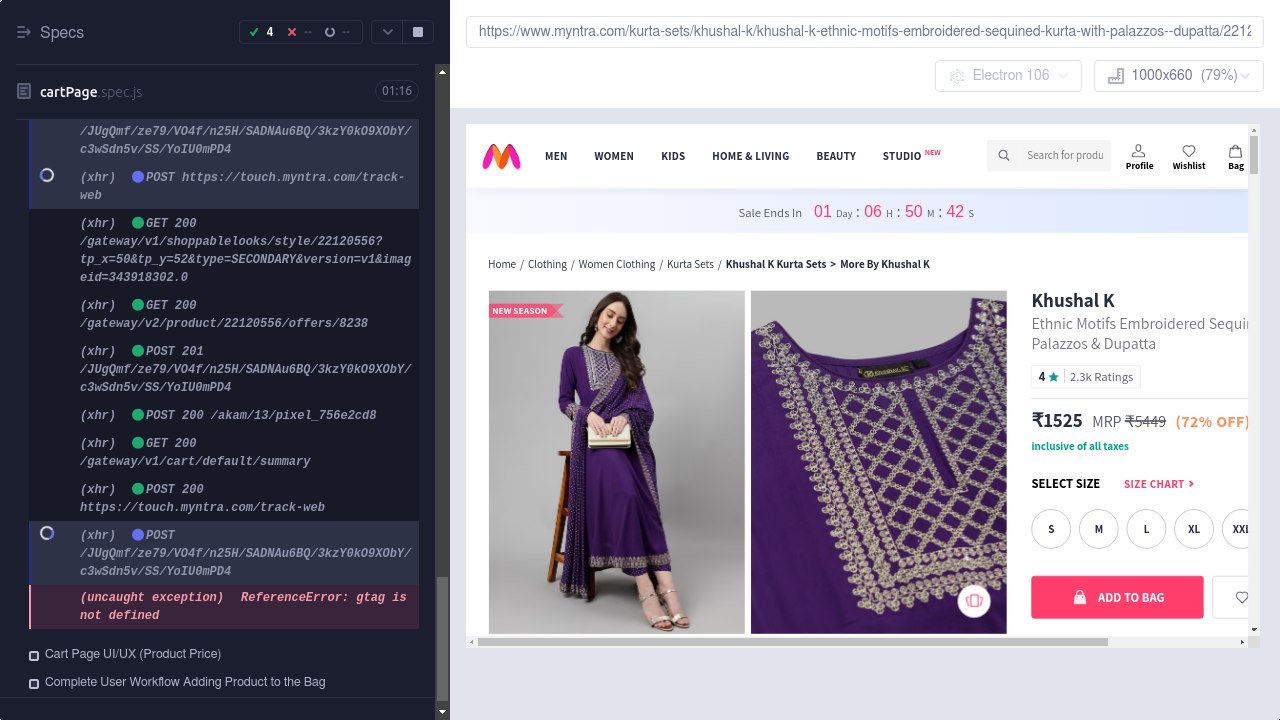 Specs
4
--
--
cartPage.spec.js
01:16
/JUgQmf/ze79/VO4f/n25H/SADNAu6BQ/3kzY0kO9XObY/
c3wSdn5v/SS/YoIU0mPD4
(xhr) POST https://touch.myntra.com/track-
web
(xhr) GET 200
/gateway/v1/shoppablelooks/style/22120556?
tp_x=50&tp_y=52&type=SECONDARY&version=v1&imag
eid=343918302.0
(xhr) GET 200
/gateway/v2/product/22120556/offers/8238
(xhr) POST 201
/JUgQmf/ze79/VO4f/n25H/SADNAu6BQ/3kzY0kO9XObY/
c3wSdn5v/SS/YoIU0mPD4
(xhr) POST 200 /akam/13/pixel_756e2cd8
(xhr) GET 200
/gateway/v1/cart/default/summary
(xhr) POST 200
https://touch.myntra.com/track-web
(xhr) POST
/JUgQmf/ze79/VO4f/n25H/SADNAu6BQ/3kzY0kO9XObY/
c3wSdn5v/SS/YoIU0mPD4
(uncaught exception) ReferenceError: gtag is
not defined
Cart Page UI/UX (Product Price)
Complete User Workflow Adding Product to the Bag
https://www.myntra.com/kurta-sets/khushal-k/khushal-k-ethnic-motifs-embroidered-sequined-kurta-with-palazzos--dupatta/2212
Electron 106
1000x660 (79%)
MEN WOMEN KIDS HOME & LIVING BEAUTY STUDIO NEW
Search for produ
Profile Wishlist Bag
Sale Ends In 01 Day : 06 H : 50 M : 42 S
Home / Clothing / Women Clothing / Kurta Sets / Khushal K Kurta Sets > More By Khushal K
NEW SEASON
Khushal K
Ethnic Motifs Embroidered Sequi
Palazzos & Dupatta
4 2.3k Ratings
₹1525 MRP ₹5449 (72% OFF)
inclusive of all taxes
SELECT SIZE SIZE CHART >
S M L XL XXL
ADD TO BAG